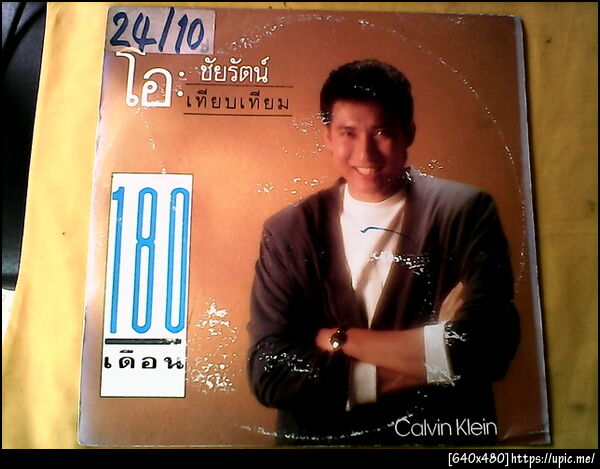 24/10
โอ๋ ชัยรัตน์
เทียบเทียม
180
เดือน
Calvin Klein
[640x480]https://upic.me/